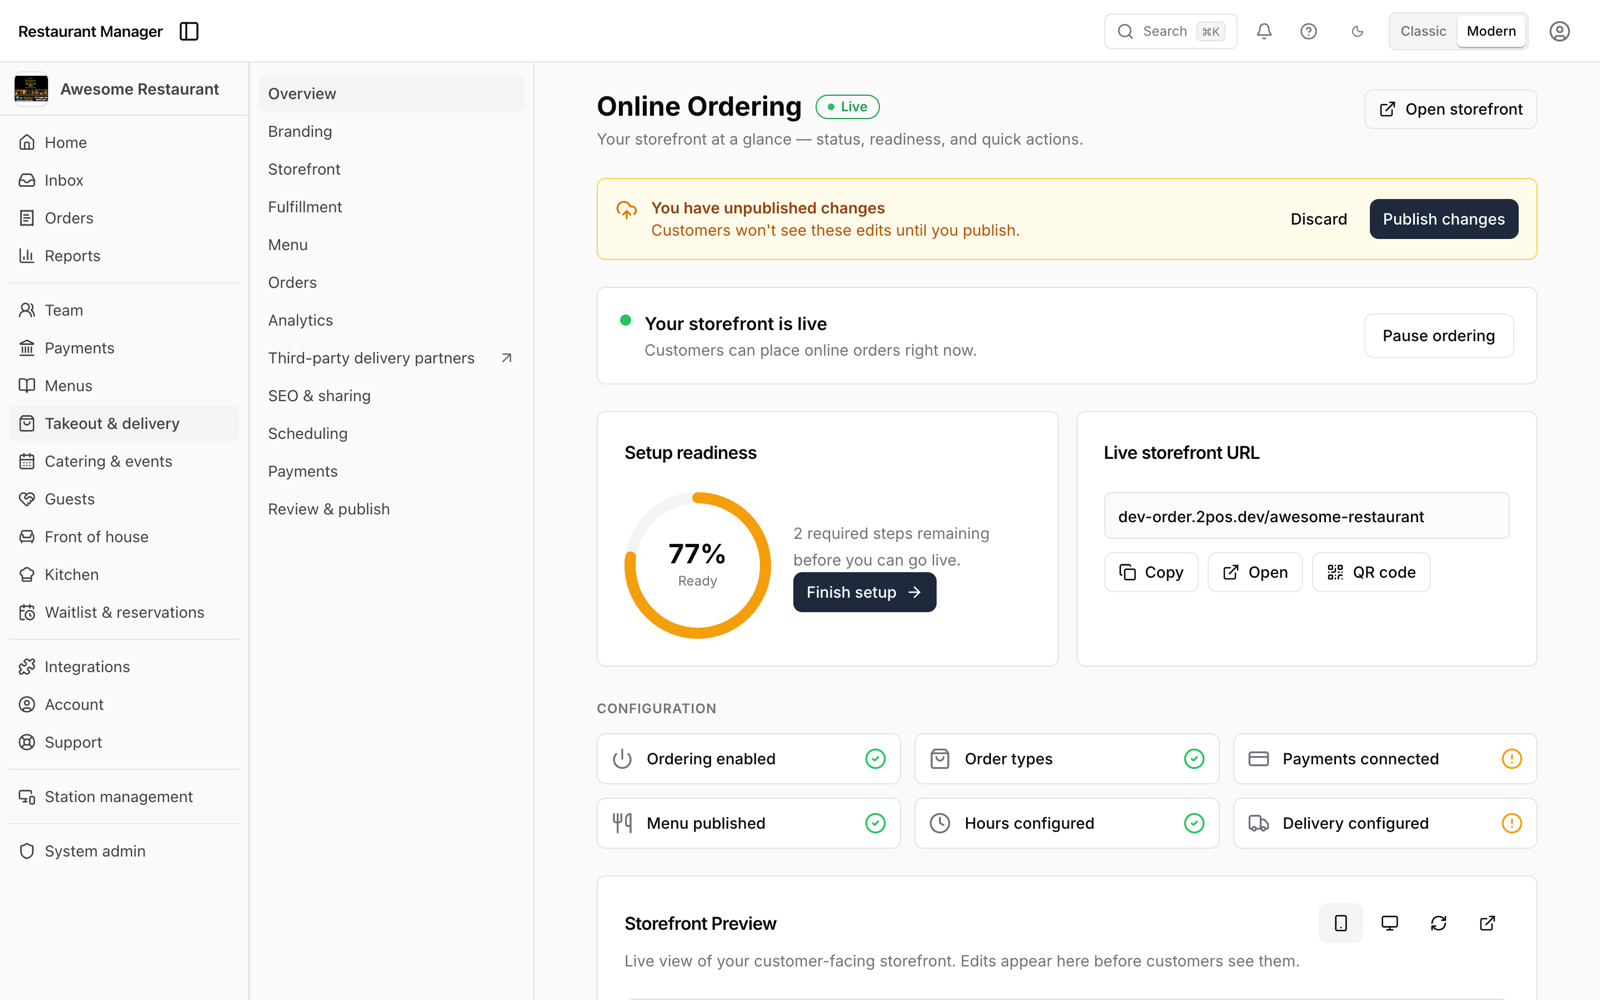 Restaurant Manager
Search ⌘K
Classic
Modern
Awesome Restaurant
Home
Inbox
Orders
Reports
Team
Payments
Menus
Takeout & delivery
Catering & events
Guests
Front of house
Kitchen
Waitlist & reservations
Integrations
Account
Support
Station management
System admin
Overview
Branding
Storefront
Fulfillment
Menu
Orders
Analytics
Third-party delivery partners
SEO & sharing
Scheduling
Payments
Review & publish
Online Ordering
Live
Your storefront at a glance — status, readiness, and quick actions.
Open storefront
You have unpublished changes
Customers won't see these edits until you publish.
Discard
Publish changes
Your storefront is live
Customers can place online orders right now.
Pause ordering
Setup readiness
77%
Ready
2 required steps remaining
before you can go live.
Finish setup
Live storefront URL
dev-order.2pos.dev/awesome-restaurant
Copy
Open
QR code
CONFIGURATION
Ordering enabled
Order types
Payments connected
Menu published
Hours configured
Delivery configured
Storefront Preview
Live view of your customer-facing storefront. Edits appear here before customers see them.